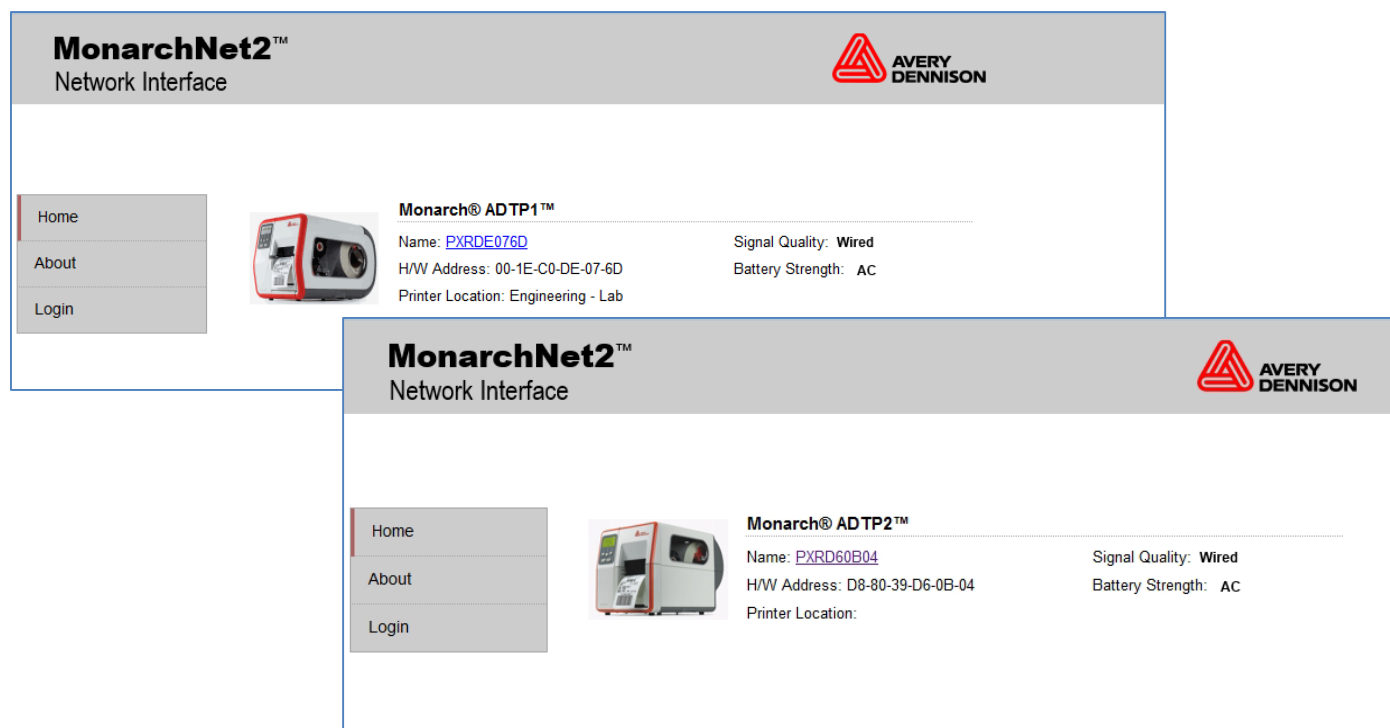 MonarchNet2™
Network Interface
AVERY
DENNISON
Home
About
Login
Monarch® ADTP1™
Name: PXRDE076D
Signal Quality: Wired
H/W Address: 00-1E-C0-DE-07-6D
Battery Strength: AC
Printer Location: Engineering - Lab
MonarchNet2™
Network Interface
AVERY
DENNISON
Home
About
Login
Monarch® ADTP2™
Name: PXRD60B04
Signal Quality: Wired
H/W Address: D8-80-39-D6-0B-04
Battery Strength: AC
Printer Location: